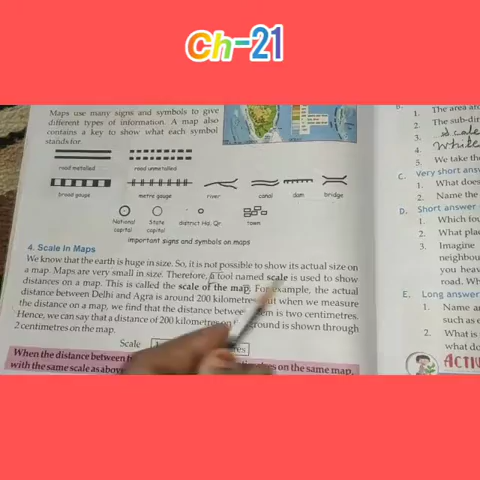 Ch-21
Maps use many signs and symbols to give
different types of information. A map also
contains a key to show what each symbol
stands for.
road metalled road unmetalled
broad gauge metre gauge river canal dam bridge
National capital State capital district Hd. Qr. town
important signs and symbols on maps
4. Scale In Maps
We know that the earth is huge in size. So, it is not possible to show its actual size on
a map. Maps are very small in size. Therefore, a tool named scale is used to show
distances on a map. This is called the scale of the map. For example, the actual
distance between Delhi and Agra is around 200 kilometres. But when we measure
the distance on a map, we find that the distance between is two centimetres.
Hence, we can say that a distance of 200 kilometres on ground is shown through
2 centimetres on the map.
Scale
When the distance between on the same map,
with the same scale as above
B.
1. The area
2. The sub-di
3. scale
4. White
5. We take th
C. Very short ans
1. What does
2. Name the
D. Short answer
1. Which fou
2. What plac
3. Imagine
neighbou
you hea
road. Wh
E. Long answer
1. Name a
such as
2. What is
what do
ACTIV